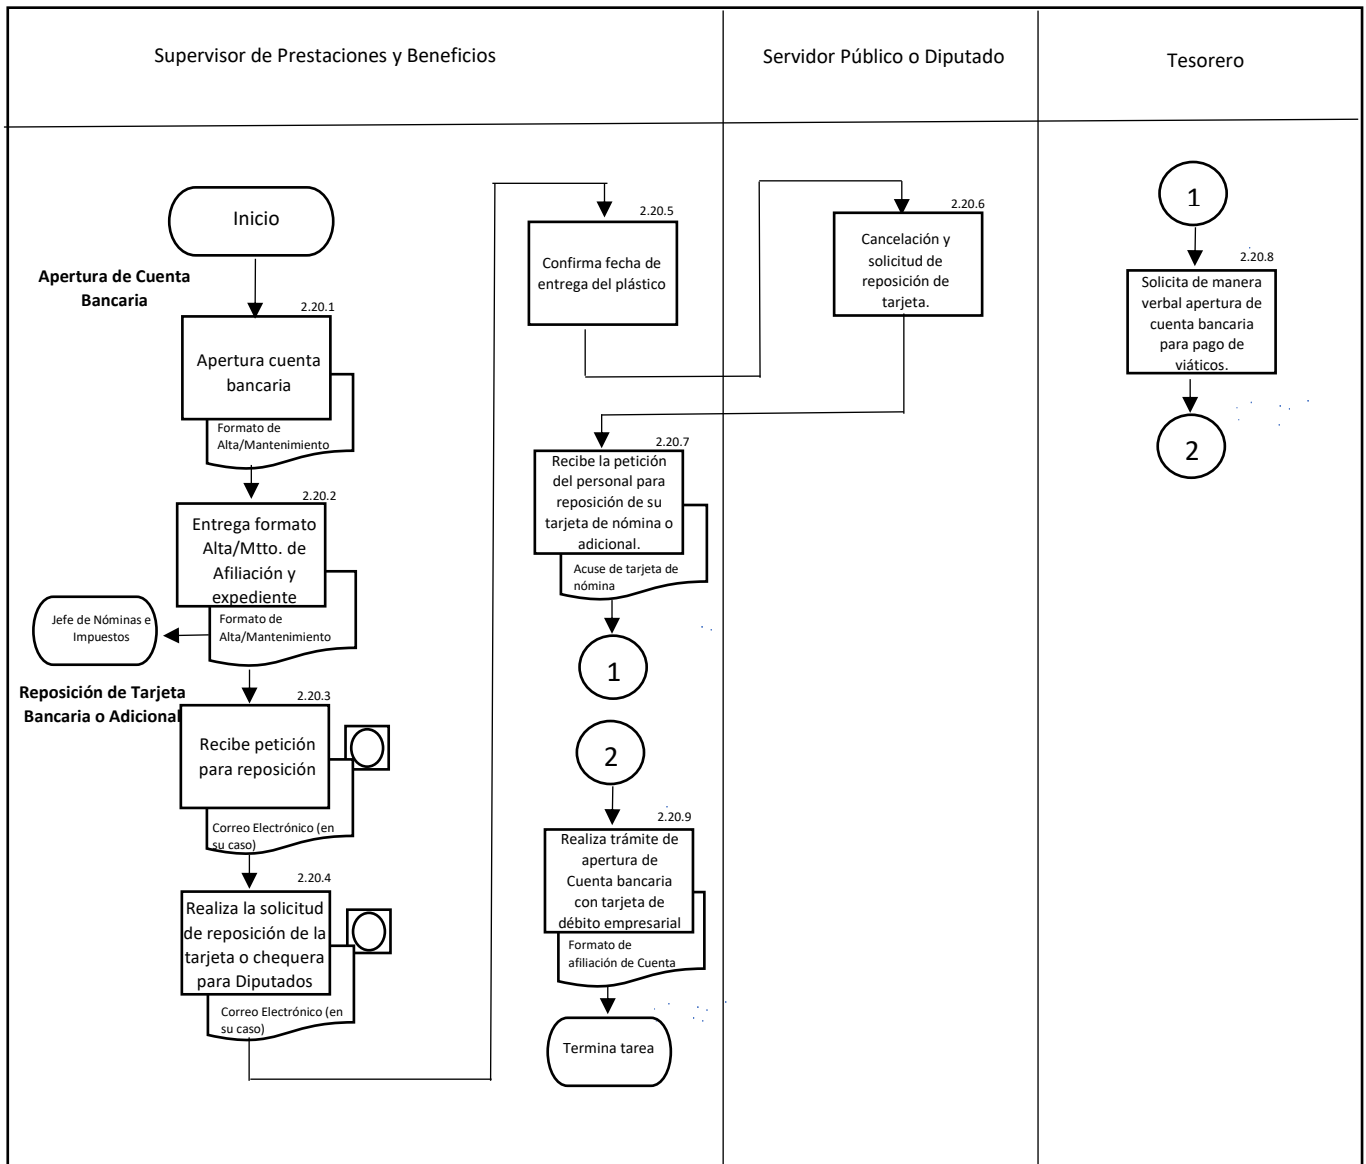 Supervisor de Prestaciones y Beneficios
Servidor Público o Diputado
Tesorero
Inicio
Apertura de Cuenta
Bancaria
2.20.1
Apertura cuenta
bancaria
Formato de
Alta/Mantenimiento
2.20.2
Entrega formato
Alta/Mtto. de
Afiliación y
expediente
Formato de
Alta/Mantenimiento
Jefe de Nóminas e
Impuestos
Reposición de Tarjeta
Bancaria o Adicional
2.20.3
Recibe petición
para reposición
Correo Electrónico (en
su caso)
2.20.4
Realiza la solicitud
de reposición de la
tarjeta o chequera
para Diputados
Correo Electrónico (en
su caso)
2.20.5
Confirma fecha de
entrega del plástico
2.20.6
Cancelación y
solicitud de
reposición de
tarjeta.
2.20.7
Recibe la petición
del personal para
reposición de su
tarjeta de nómina o
adicional.
Acuse de tarjeta de
nómina
1
1
2.20.8
Solicita de manera
verbal apertura de
cuenta bancaria
para pago de
viáticos.
2
2
2.20.9
Realiza trámite de
apertura de
Cuenta bancaria
con tarjeta de
débito empresarial
Formato de
afiliación de Cuenta
Termina tarea